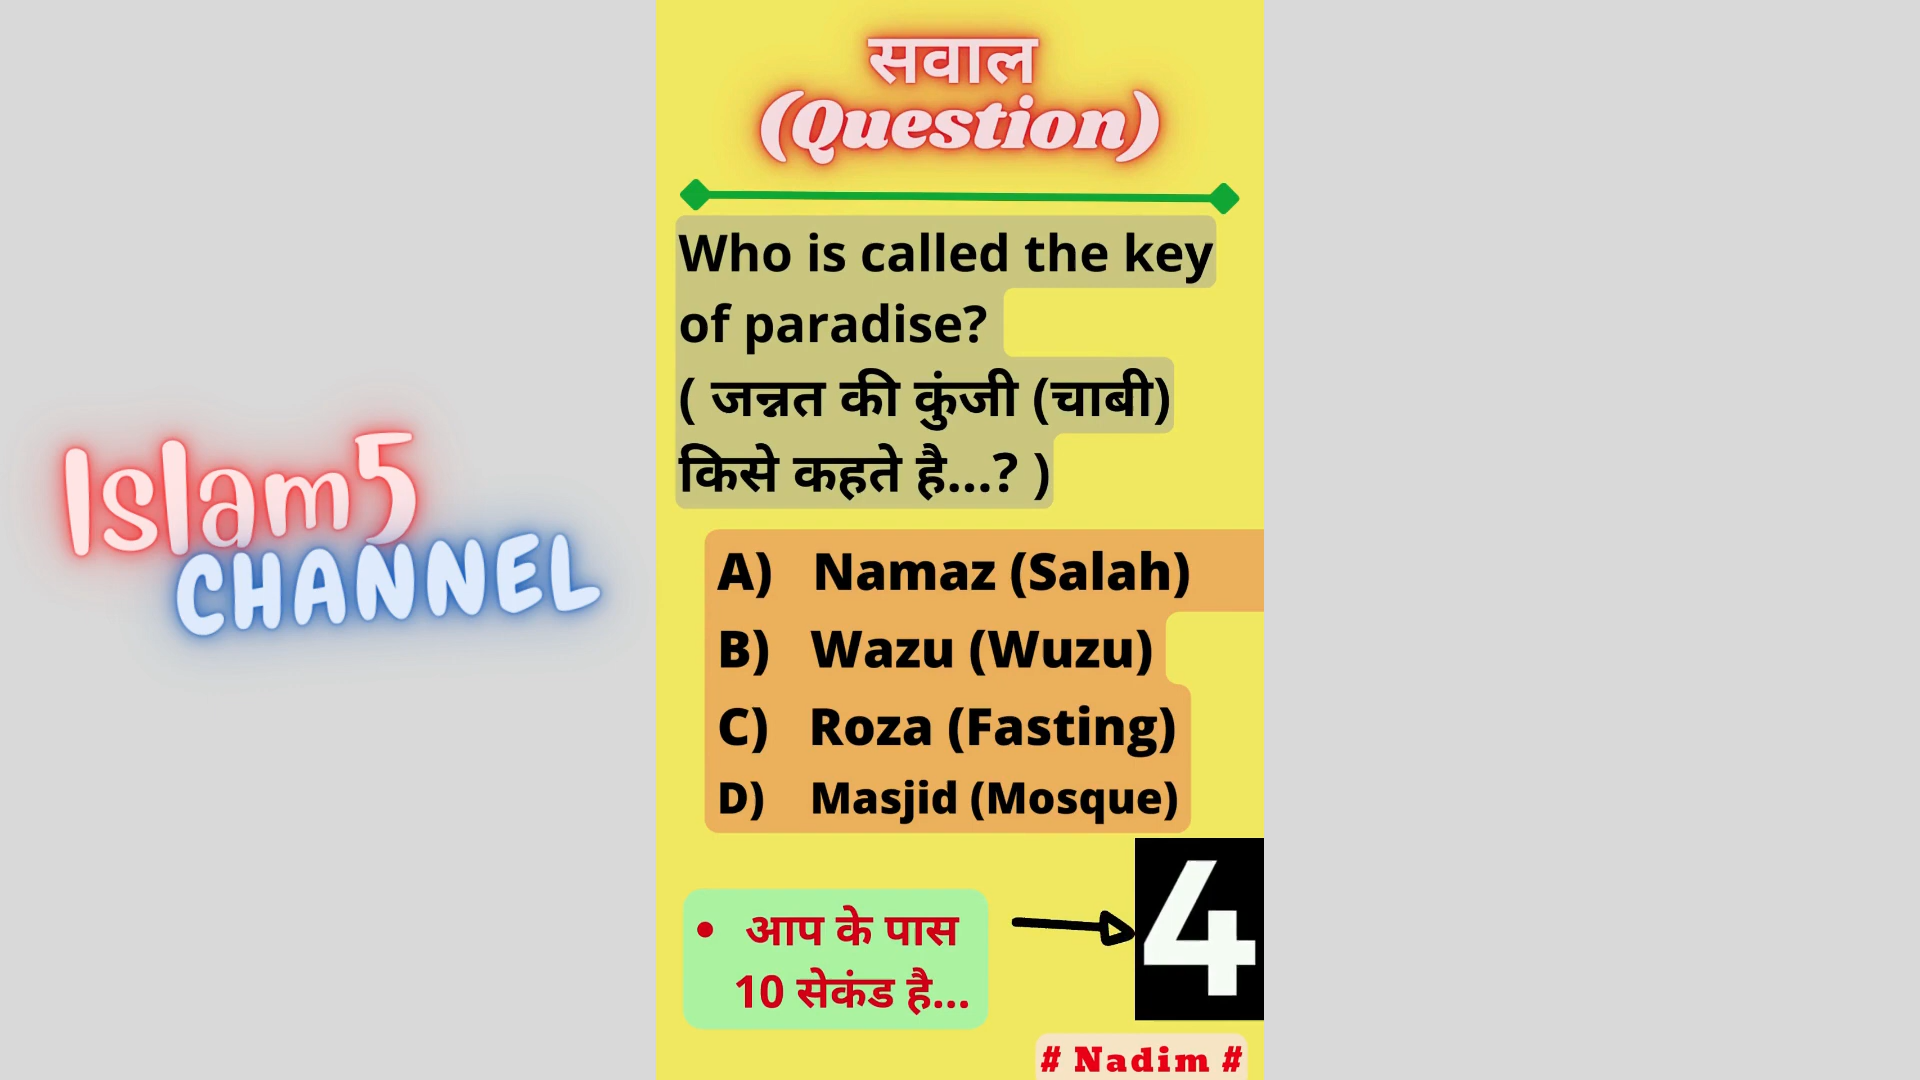 Islam5
CHANNEL
सवाल
(Question)
Who is called the key
of paradise?
( जन्नत की कुंजी (चाबी)
किसे कहते है...? )
A) Namaz (Salah)
B) Wazu (Wuzu)
C) Roza (Fasting)
D) Masjid (Mosque)
• आप के पास
10 सेकंड है...
4
# Nadim #